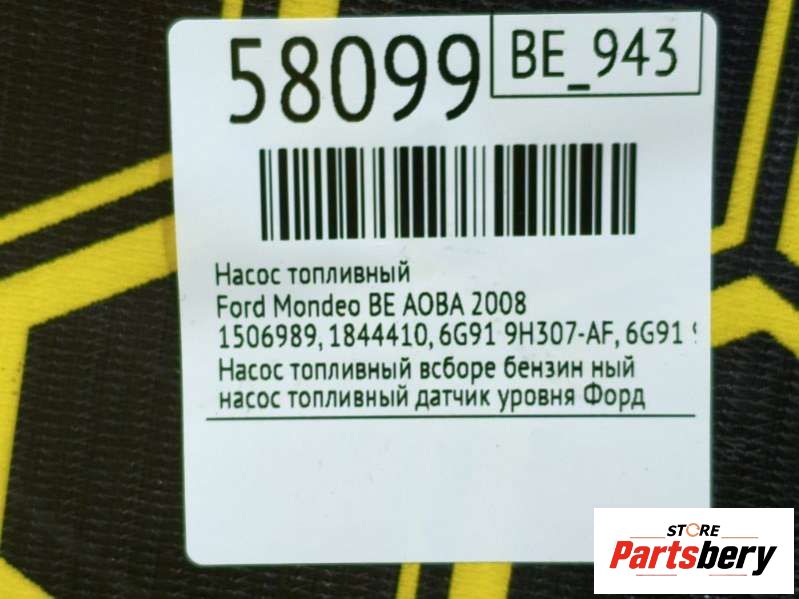 58099
BE_943
Насос топливный
Ford Mondeo BE AOBA 2008
1506989, 1844410, 6G91 9H307-AF, 6G91
Насос топливный всборе бензин ный
насос топливный датчик уровня Форд
STORE
Partsbery